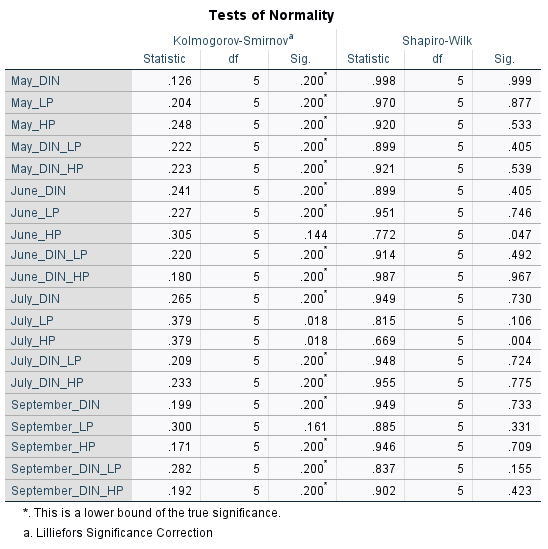 Tests of Normality
Kolmogorov-Smirnovᵃ Shapiro-Wilk
Statistic df Sig. Statistic df Sig.
May_DIN .126 5 .200* .998 5 .999
May_LP .204 5 .200* .970 5 .877
May_HP .248 5 .200* .920 5 .533
May_DIN_LP .222 5 .200* .899 5 .405
May_DIN_HP .223 5 .200* .921 5 .539
June_DIN .241 5 .200* .899 5 .405
June_LP .227 5 .200* .951 5 .746
June_HP .305 5 .144 .772 5 .047
June_DIN_LP .220 5 .200* .914 5 .492
June_DIN_HP .180 5 .200* .987 5 .967
July_DIN .265 5 .200* .949 5 .730
July_LP .379 5 .018 .815 5 .106
July_HP .379 5 .018 .669 5 .004
July_DIN_LP .209 5 .200* .948 5 .724
July_DIN_HP .233 5 .200* .955 5 .775
September_DIN .199 5 .200* .949 5 .733
September_LP .300 5 .161 .885 5 .331
September_HP .171 5 .200* .946 5 .709
September_DIN_LP .282 5 .200* .837 5 .155
September_DIN_HP .192 5 .200* .902 5 .423
*. This is a lower bound of the true significance.
a. Lilliefors Significance Correction